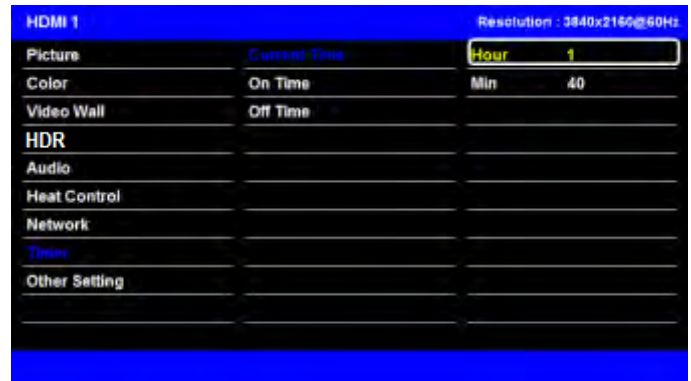 HDMI 1 Resolution : 3840x2160@60Hz
Picture Current Time Hour 1
Color On Time Min 40
Video Wall Off Time
HDR
Audio
Heat Control
Network
Timer
Other Setting